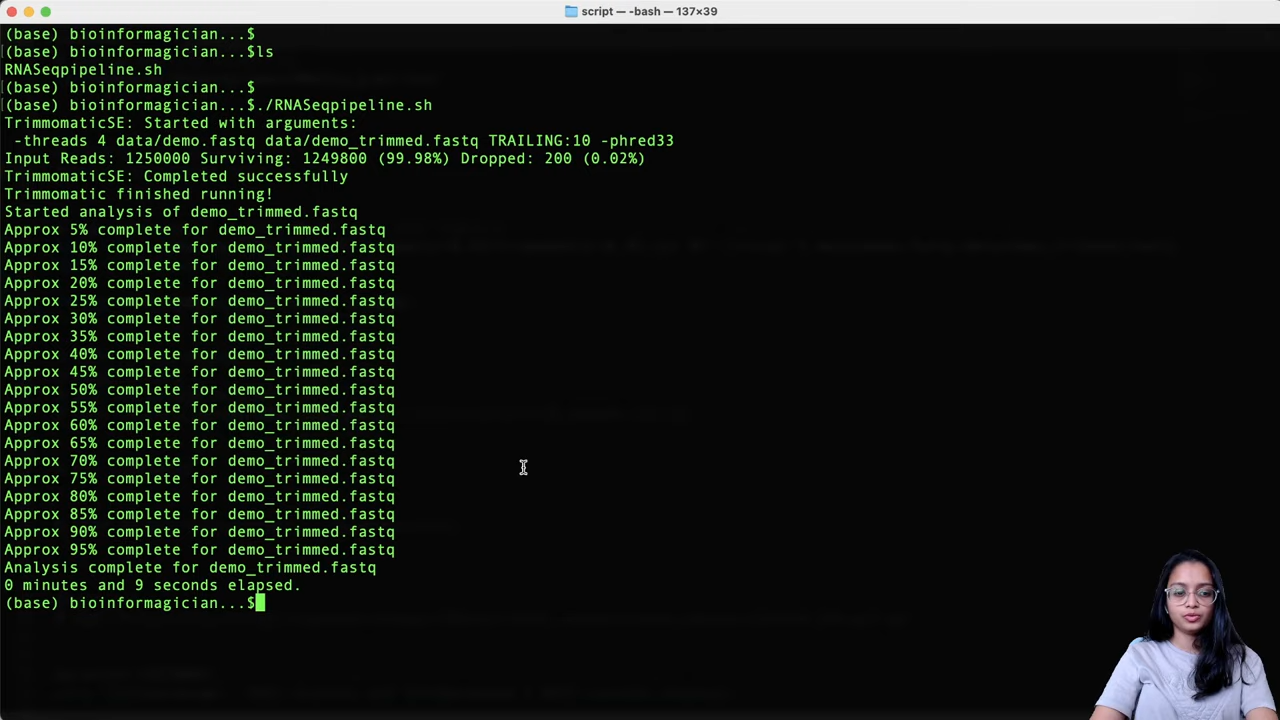 script — -bash — 137×39
(base) bioinformagician...$
(base) bioinformagician...$ls
RNASeqpipeline.sh
(base) bioinformagician...$
(base) bioinformagician...$./RNASeqpipeline.sh
TrimmomaticSE: Started with arguments:
 -threads 4 data/demo.fastq data/demo_trimmed.fastq TRAILING:10 -phred33
Input Reads: 1250000 Surviving: 1249800 (99.98%) Dropped: 200 (0.02%)
TrimmomaticSE: Completed successfully
Trimmomatic finished running!
Started analysis of demo_trimmed.fastq
Approx 5% complete for demo_trimmed.fastq
Approx 10% complete for demo_trimmed.fastq
Approx 15% complete for demo_trimmed.fastq
Approx 20% complete for demo_trimmed.fastq
Approx 25% complete for demo_trimmed.fastq
Approx 30% complete for demo_trimmed.fastq
Approx 35% complete for demo_trimmed.fastq
Approx 40% complete for demo_trimmed.fastq
Approx 45% complete for demo_trimmed.fastq
Approx 50% complete for demo_trimmed.fastq
Approx 55% complete for demo_trimmed.fastq
Approx 60% complete for demo_trimmed.fastq
Approx 65% complete for demo_trimmed.fastq
Approx 70% complete for demo_trimmed.fastq
Approx 75% complete for demo_trimmed.fastq
Approx 80% complete for demo_trimmed.fastq
Approx 85% complete for demo_trimmed.fastq
Approx 90% complete for demo_trimmed.fastq
Approx 95% complete for demo_trimmed.fastq
Analysis complete for demo_trimmed.fastq
0 minutes and 9 seconds elapsed.
(base) bioinformagician...$